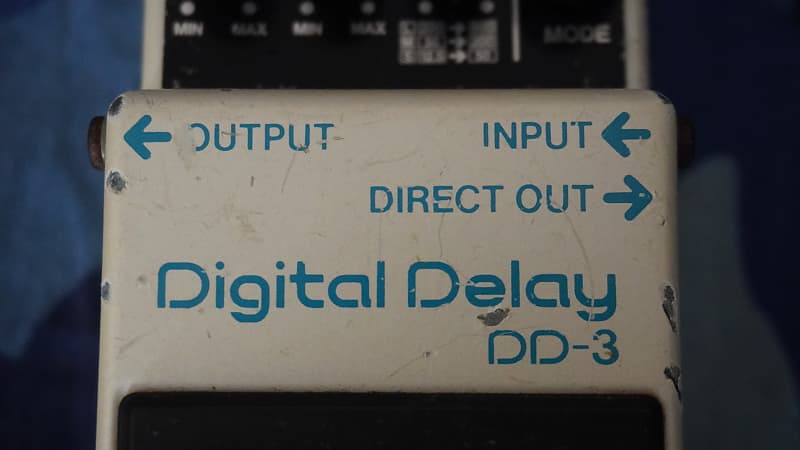 MIN MAX MIN MAX MODE
OUTPUT INPUT
DIRECT OUT
Digital Delay
DD-3